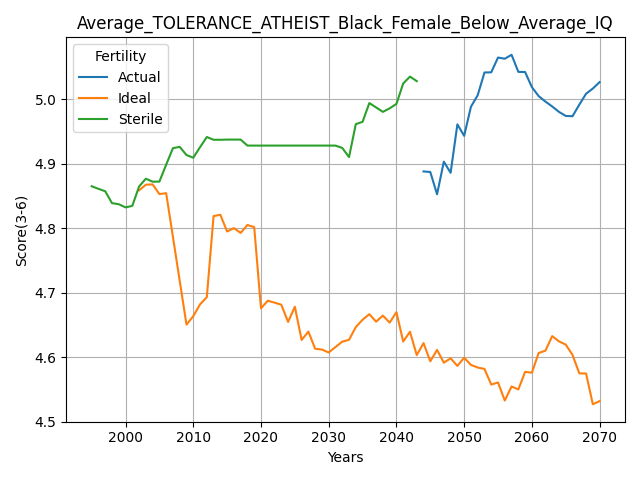 Average_TOLERANCE_ATHEIST_Black_Female_Below_Average_IQ
Fertility
Actual
Ideal
Sterile
Score(3-6)
5.0
4.9
4.8
4.7
4.6
4.5
2000 2010 2020 2030 2040 2050 2060 2070
Years